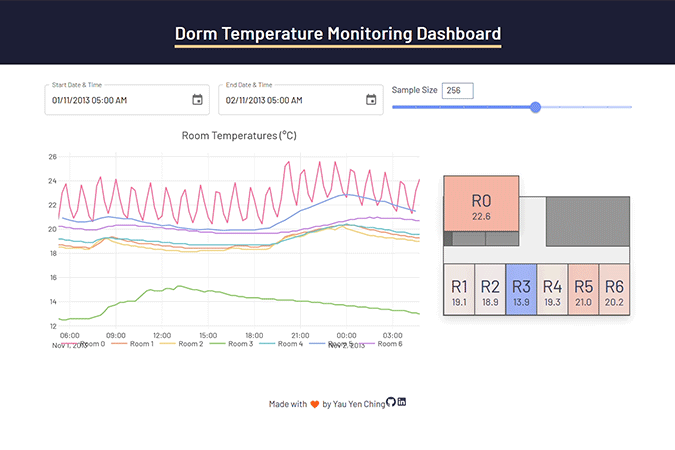 Dorm Temperature Monitoring Dashboard
Start Date & Time
01/11/2013 05:00 AM
End Date & Time
02/11/2013 05:00 AM
Sample Size 256
Room Temperatures (°C)
26
24
22
20
18
16
14
12
06:00 09:00 12:00 15:00 18:00 21:00 00:00 03:00
Nov 1, 2013 Nov 2, 2013
Room 0 Room 1 Room 2 Room 3 Room 4 Room 5 Room 6
R0
22.6
R1 R2 R3 R4 R5 R6
19.1 18.9 13.9 19.3 21.0 20.2
Made with by Yau Yen Ching